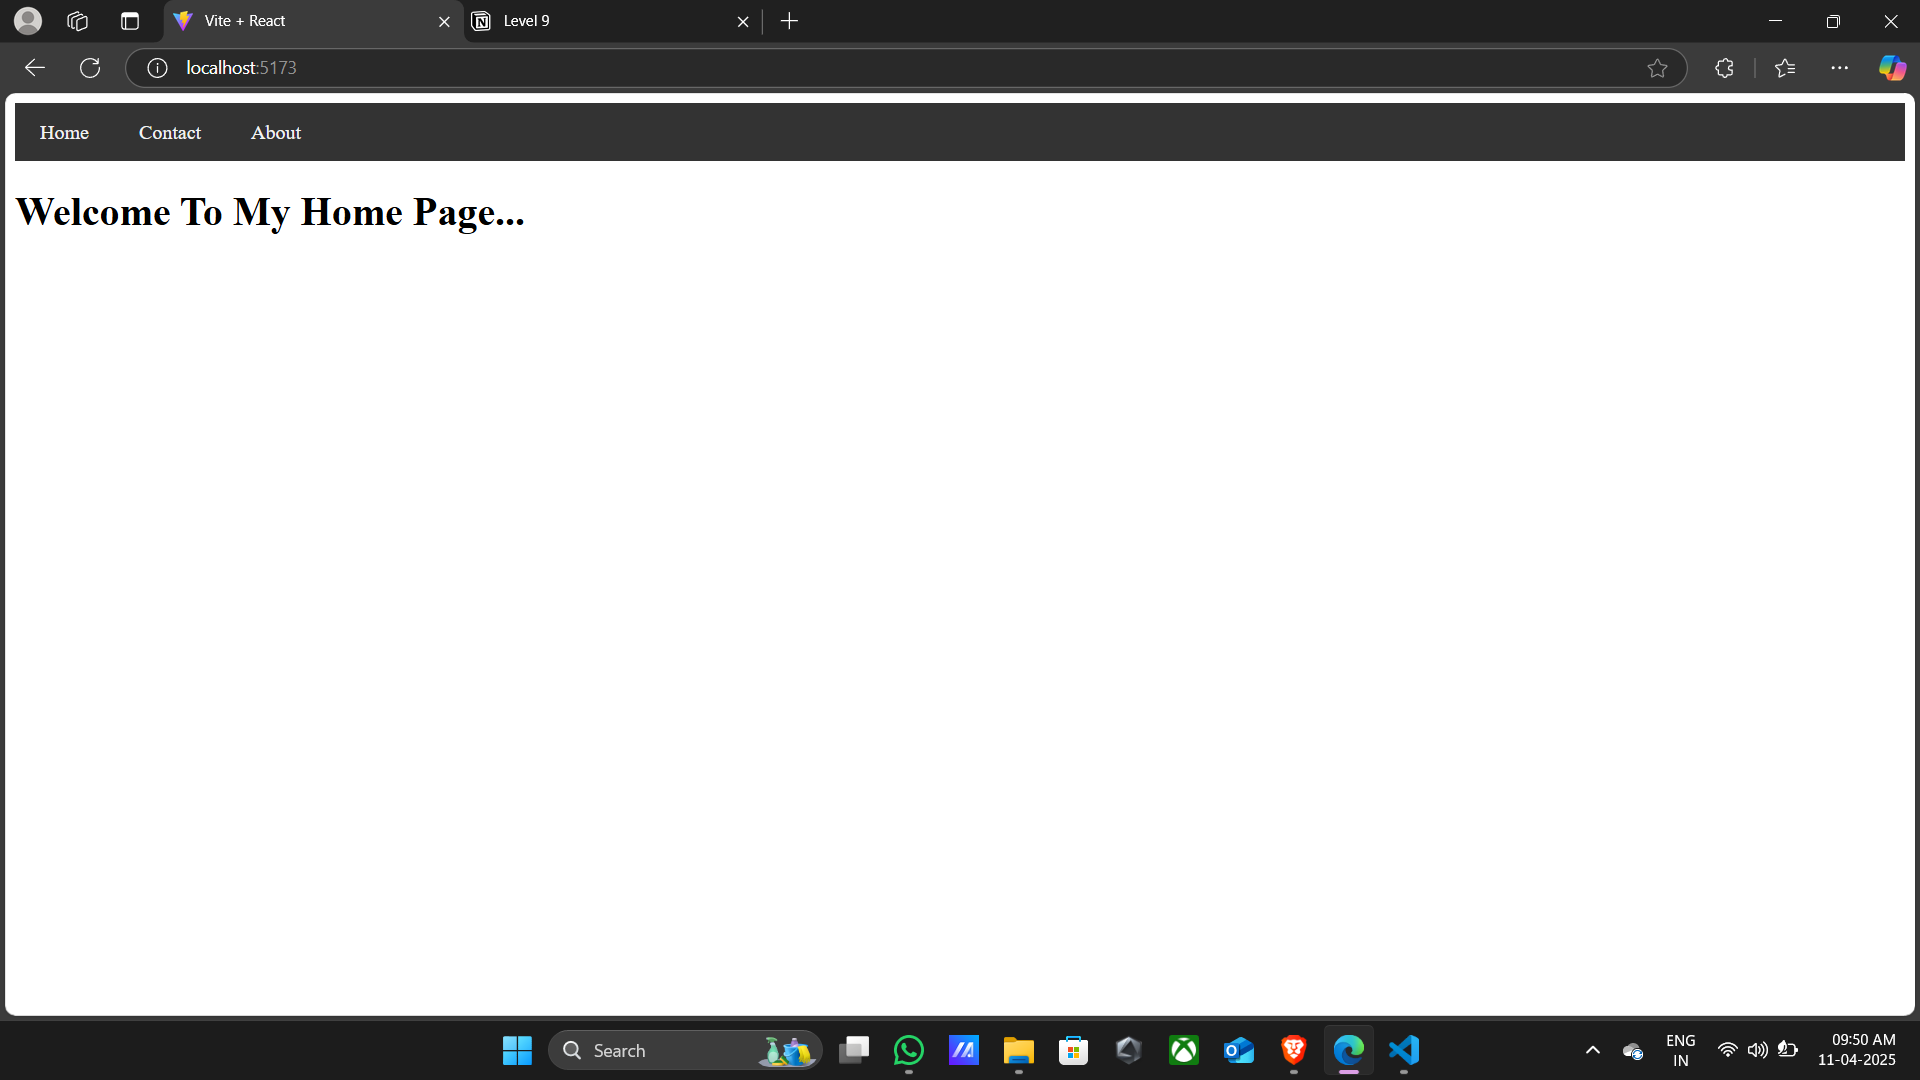 Vite + React
Level 9
localhost:5173
Home Contact About
Welcome To My Home Page...
Search
ENG
IN
09:50 AM
11-04-2025